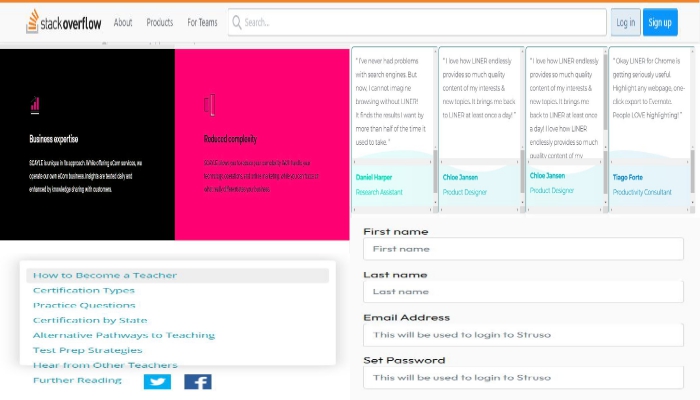 stackoverflow
About
Products
For Teams
Search...
Log in
Sign up
Business expertise
SCAYLE is unique in its approach. While offering eCom services, we
operate our own eCom business. Insights are tested daily and
enhanced by knowledge sharing with customers.
Reduced complexity
"I've never had problems
with search engines. But
now, I cannot imagine
browsing without LINER!
It finds the results I want by
more than half of the time it
used to take."
Daniel Harper
Research Assistant
"I love how LINER endlessly
provides so much quality
content of my interests &
new topics. It brings me back
to LINER at least once a day!"
Chloe Jansen
Product Designer
"I love how LINER endlessly
provides so much quality
content of my interests &
new topics. It brings me
back to LINER at least once
a day! I love how LINER
endlessly provides so much
quality content of my
Chloe Jansen
Product Designer
"Okay LINER for Chrome is
getting seriously useful.
Highlight any webpage, one-
click export to Evernote.
People LOVE highlighting!"
Tiago Forte
Productivity Consultant
How to Become a Teacher
Certification Types
Practice Questions
Certification by State
Alternative Pathways to Teaching
Test Prep Strategies
Hear from Other Teachers
Further Reading
First name
First name
Last name
Last name
Email Address
This will be used to login to Struso
Set Password
This will be used to login to Struso